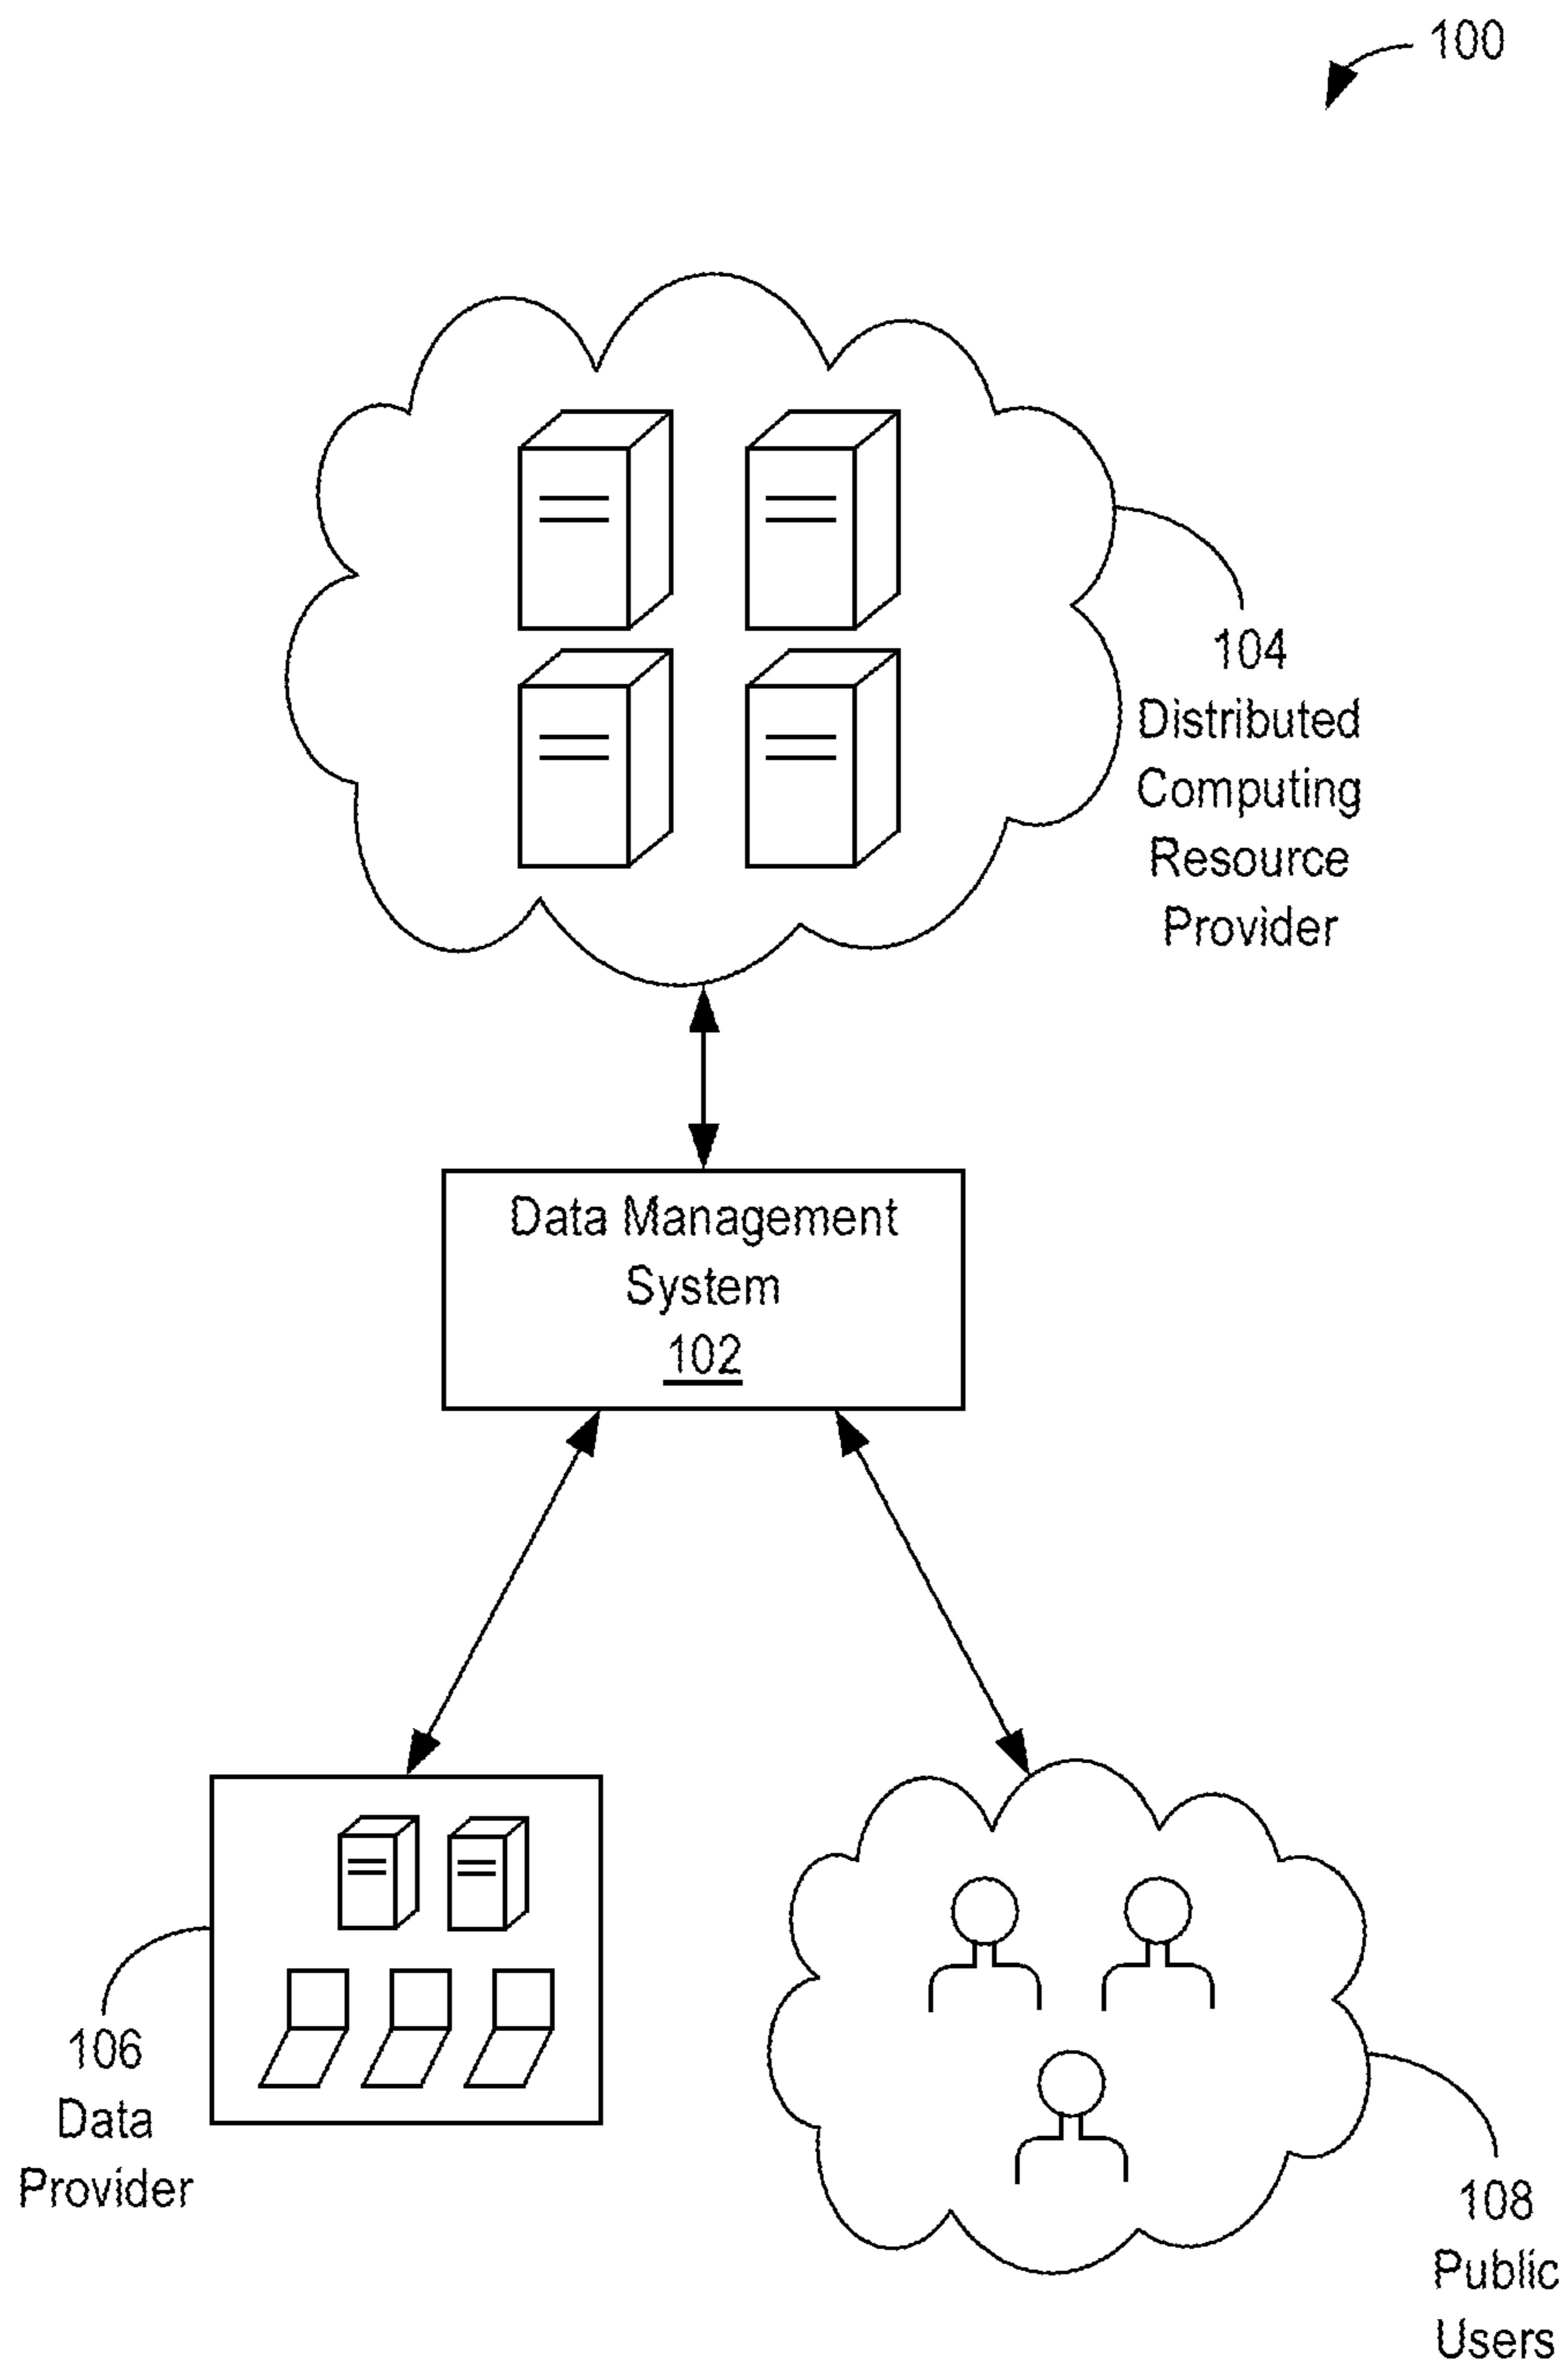 100
104
Distributed
Computing
Resource
Provider
Data Management
System
102
106
Data
Provider
108
Public
Users